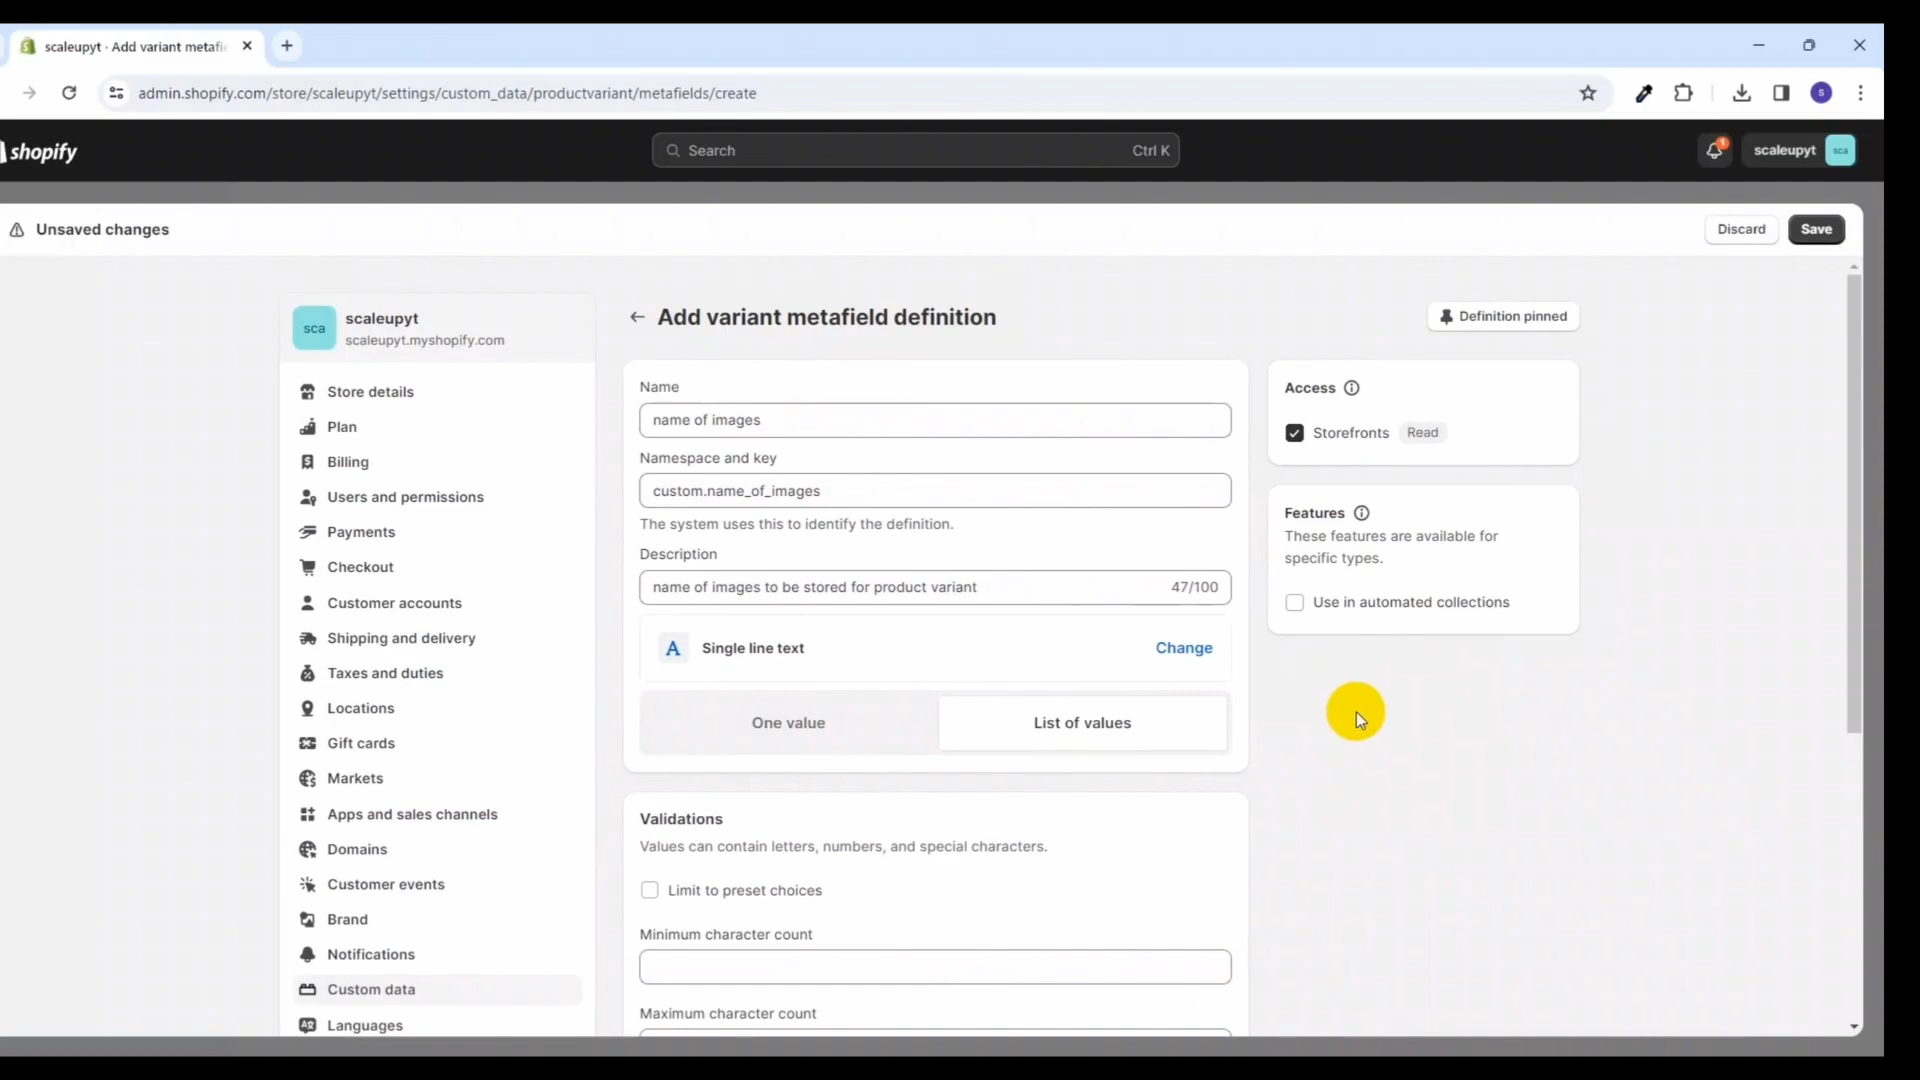 scaleupyt · Add variant metafi
admin.shopify.com/store/scaleupyt/settings/custom_data/productvariant/metafields/create
S
shopify
Search
Ctrl K
1
scaleupyt
sca
Unsaved changes
Discard
Save
sca
scaleupyt
scaleupyt.myshopify.com
Store details
Plan
Billing
Users and permissions
Payments
Checkout
Customer accounts
Shipping and delivery
Taxes and duties
Locations
Gift cards
Markets
Apps and sales channels
Domains
Customer events
Brand
Notifications
Custom data
Languages
Add variant metafield definition
Definition pinned
Name
name of images
Namespace and key
custom.name_of_images
The system uses this to identify the definition.
Description
name of images to be stored for product variant
47/100
A
Single line text
Change
One value
List of values
Validations
Values can contain letters, numbers, and special characters.
Limit to preset choices
Minimum character count
Maximum character count
Access
Storefronts
Read
Features
These features are available for
specific types.
Use in automated collections